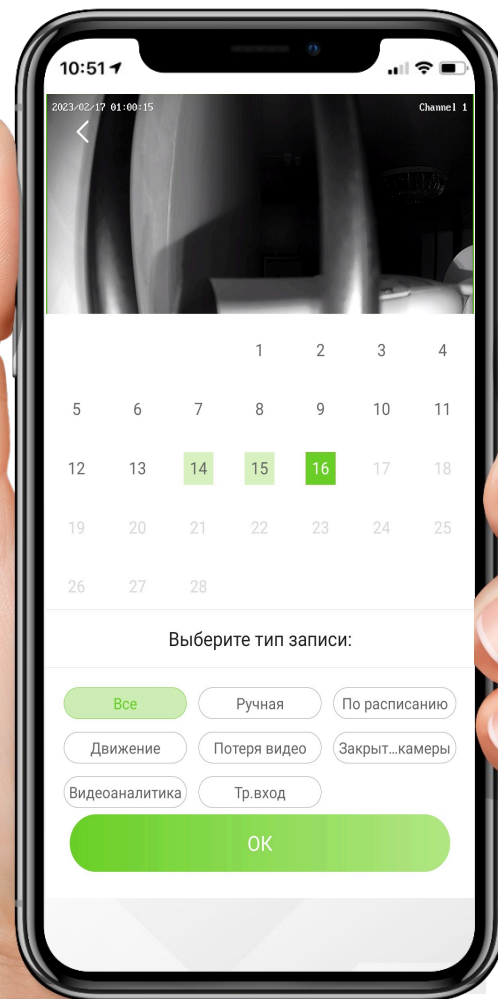 10:51
2023/02/17 01:00:15 Channel 1
1 2 3 4
5 6 7 8 9 10 11
12 13 14 15 16 17 18
19 20 21 22 23 24 25
26 27 28
Выберите тип записи:
Все Ручная По расписанию
Движение Потеря видео Закрыт...камеры
Видеоаналитика Тр.вход
ОК